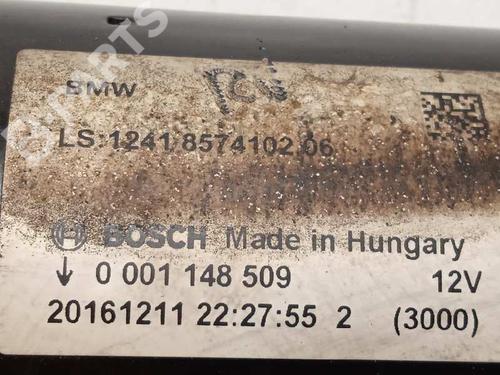 BMW
LS:1241 8574102 06
BOSCH Made in Hungary
0 001 148 509 12V
20161211 22:27:55 2 (3000)